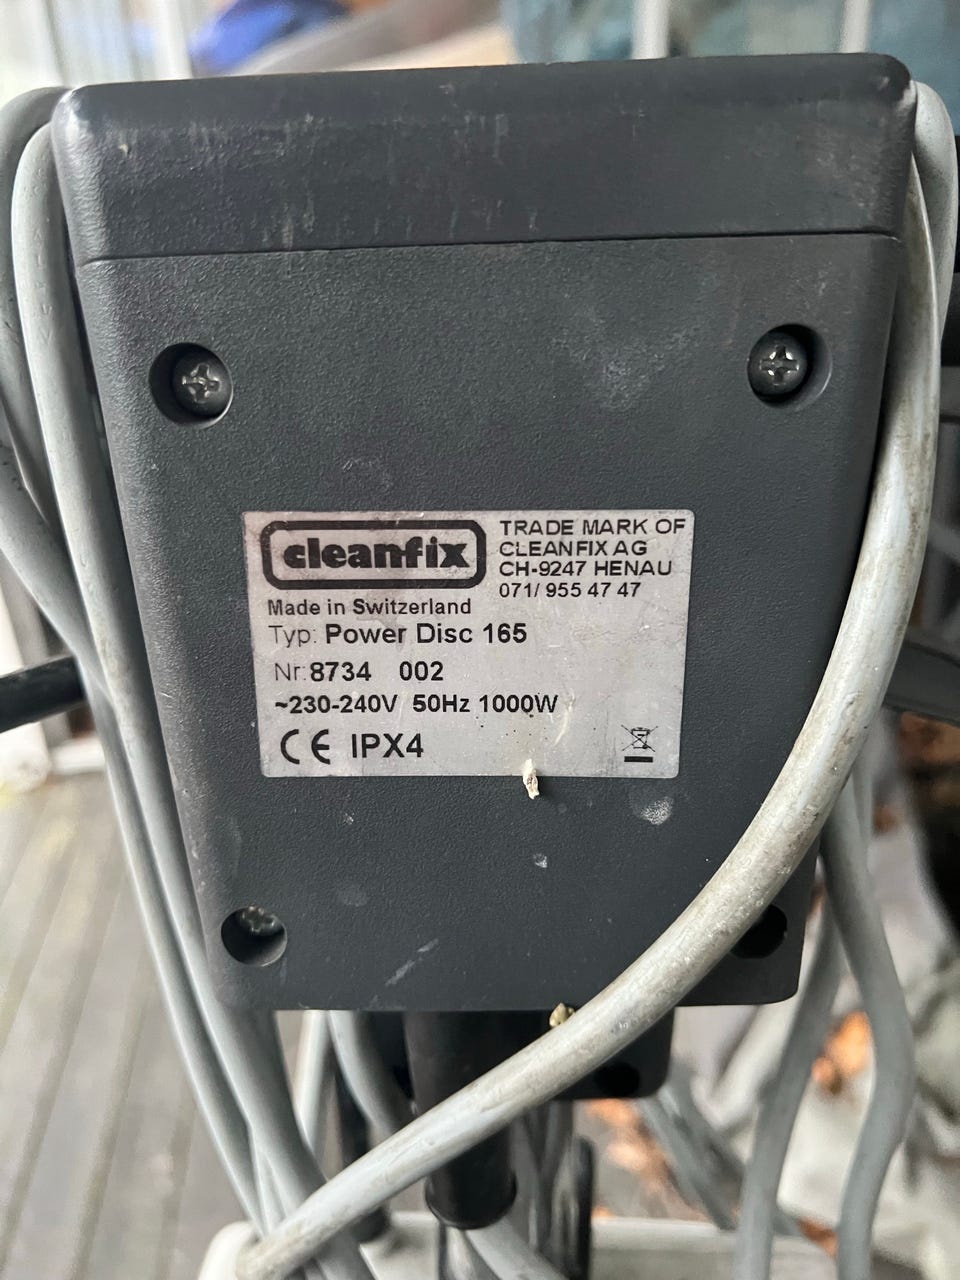 cleanfix
TRADE MARK OF
CLEANFIX AG
CH-9247 HENAU
071/ 955 47 47
Made in Switzerland
Typ: Power Disc 165
Nr: 8734 002
~230-240V 50Hz 1000W
CE IPX4